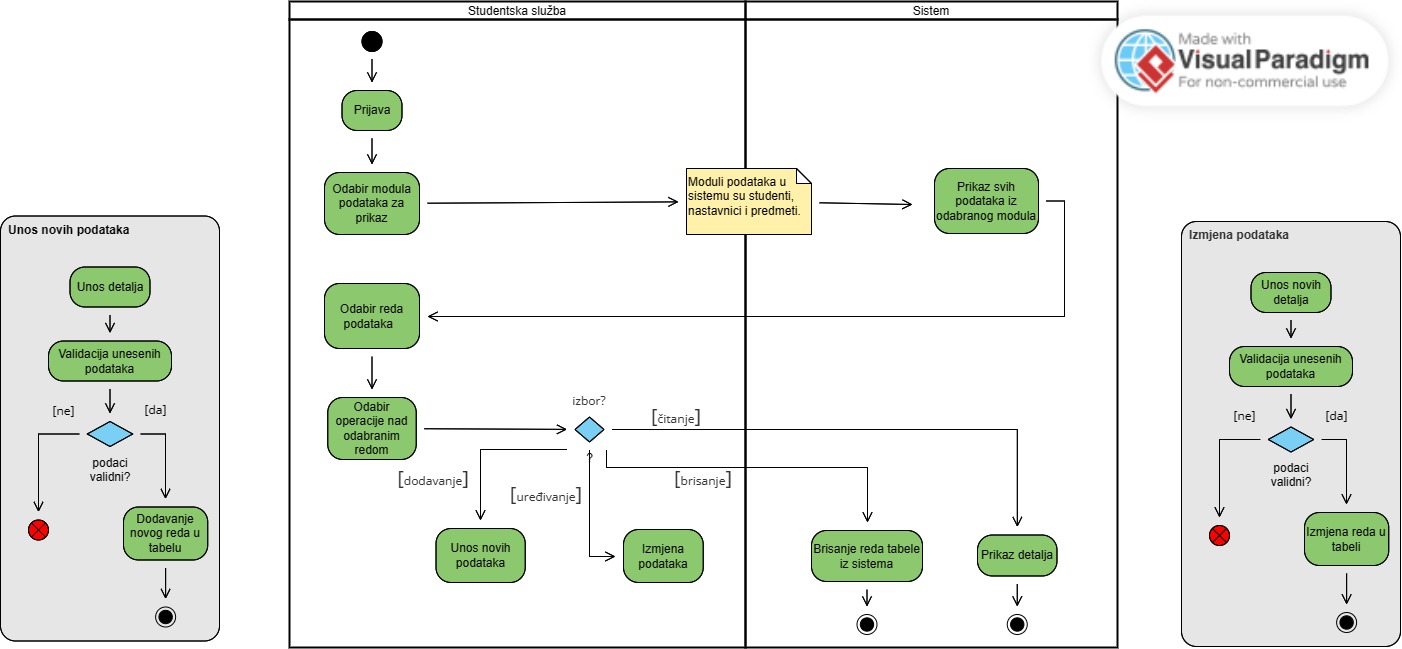 Studentska služba
Sistem
Made with
Visual Paradigm
For non-commercial use
Prijava
Odabir modula
podataka za
prikaz
Moduli podataka u
sistemu su studenti,
nastavnici i predmeti.
Prikaz svih
podataka iz
odabranog modula
Odabir reda
podataka
Odabir
operacije nad
odabranim
redom
izbor?
?
[čitanje]
[dodavanje]
[uređivanje]
[brisanje]
Unos novih
podataka
Izmjena
podataka
Brisanje reda tabele
iz sistema
Prikaz detalja
Unos novih podataka
Unos detalja
Validacija unesenih
podataka
[ne]
[da]
podaci
validni?
Dodavanje
novog reda u
tabelu
Izmjena podataka
Unos novih
detalja
Validacija unesenih
podataka
[ne]
[da]
podaci
validni?
Izmjena reda u
tabeli